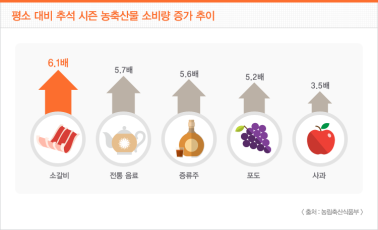 평소 대비 추석 시즌 농축산물 소비량 증가 추이
6.1배
5.7배
5.6배
5.2배
3.5배
소갈비
전통 음료
증류주
포도
사과
( 출처 : 농림축산식품부 )